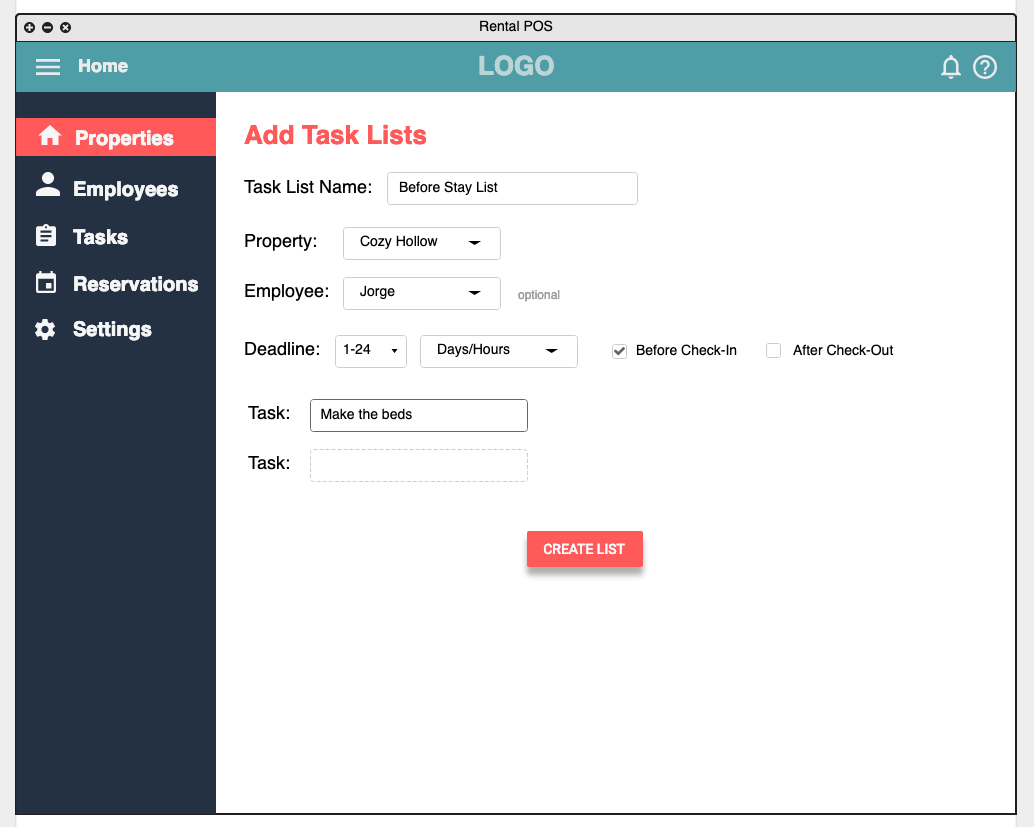 Rental POS
Home
LOGO
Properties
Employees
Tasks
Reservations
Settings
Add Task Lists
Task List Name: Before Stay List
Property: Cozy Hollow
Employee: Jorge optional
Deadline: 1-24 Days/Hours Before Check-In After Check-Out
Task: Make the beds
Task:
CREATE LIST